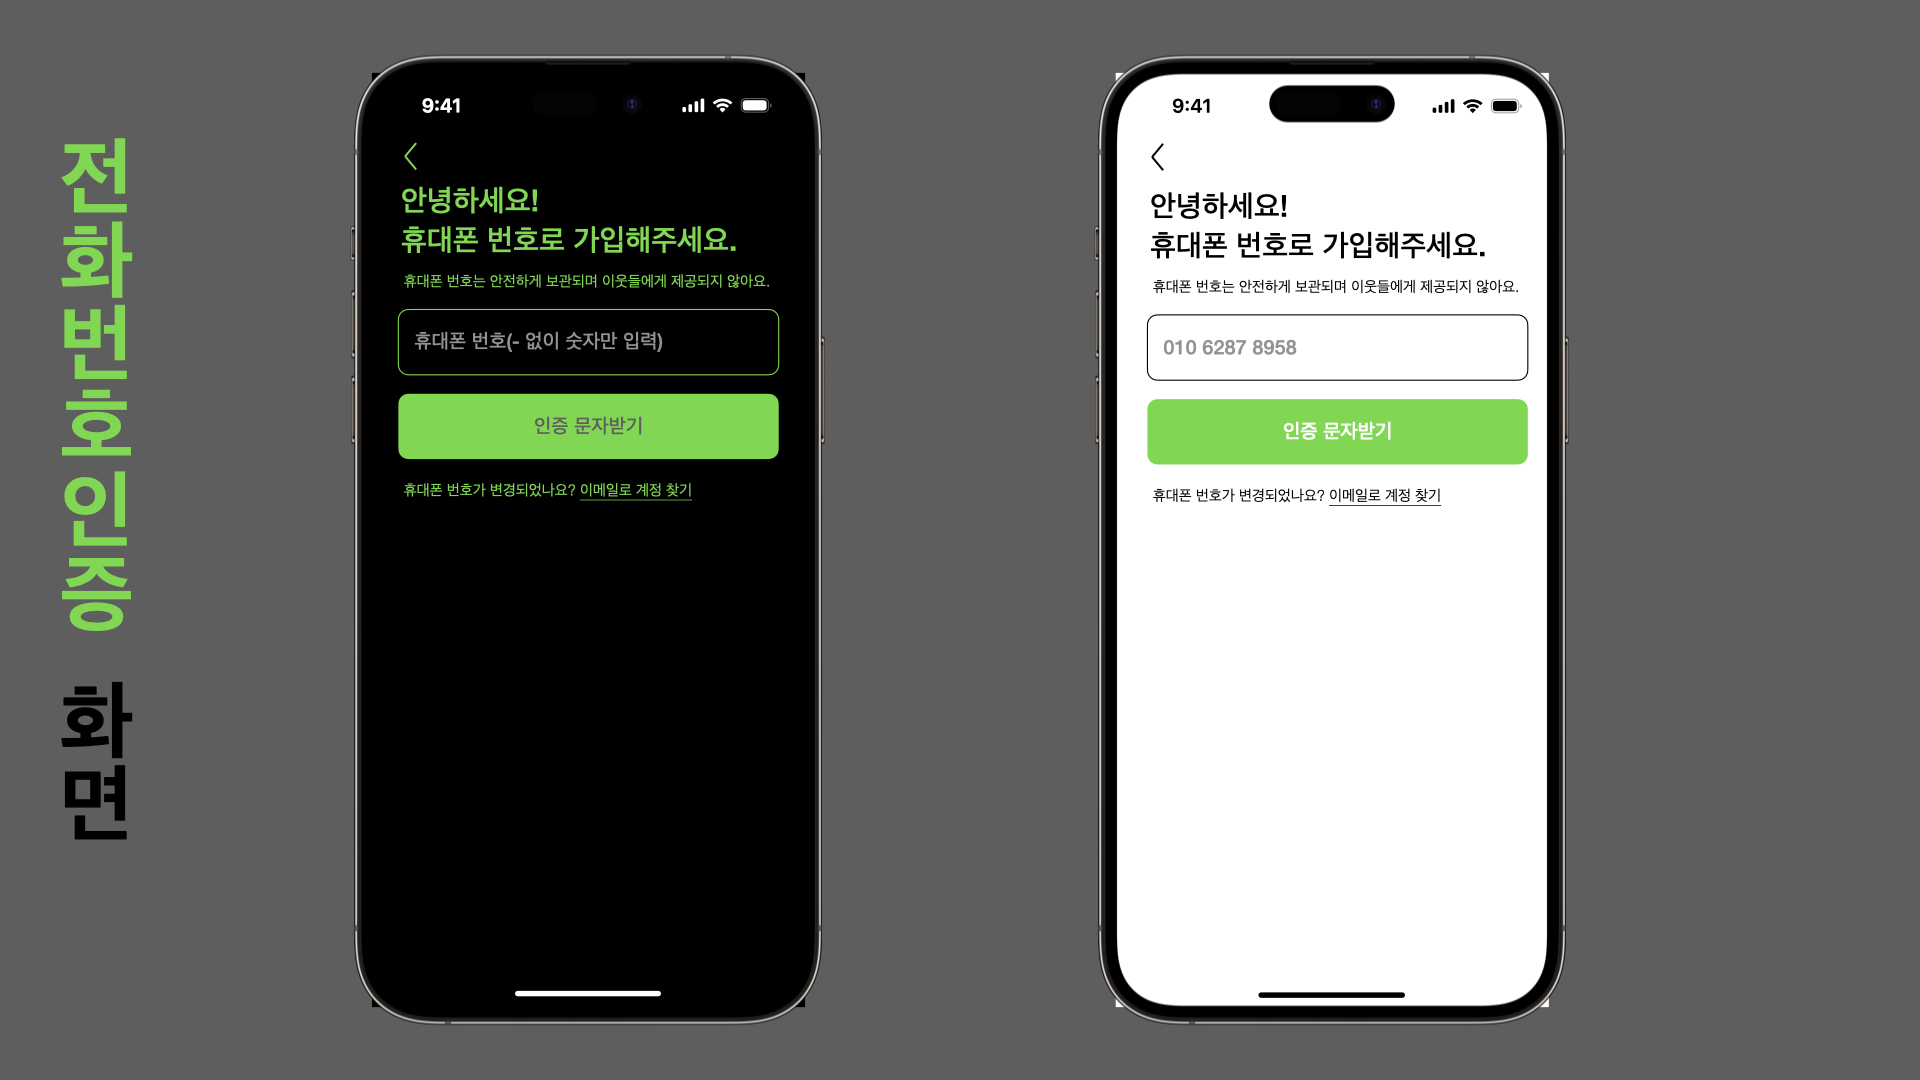 전화번호인증 화면
9:41
안녕하세요!
휴대폰 번호로 가입해주세요.
휴대폰 번호는 안전하게 보관되며 이웃들에게 제공되지 않아요.
휴대폰 번호(- 없이 숫자만 입력)
인증 문자받기
휴대폰 번호가 변경되었나요? 이메일로 계정 찾기
9:41
안녕하세요!
휴대폰 번호로 가입해주세요.
휴대폰 번호는 안전하게 보관되며 이웃들에게 제공되지 않아요.
010 6287 8958
인증 문자받기
휴대폰 번호가 변경되었나요? 이메일로 계정 찾기